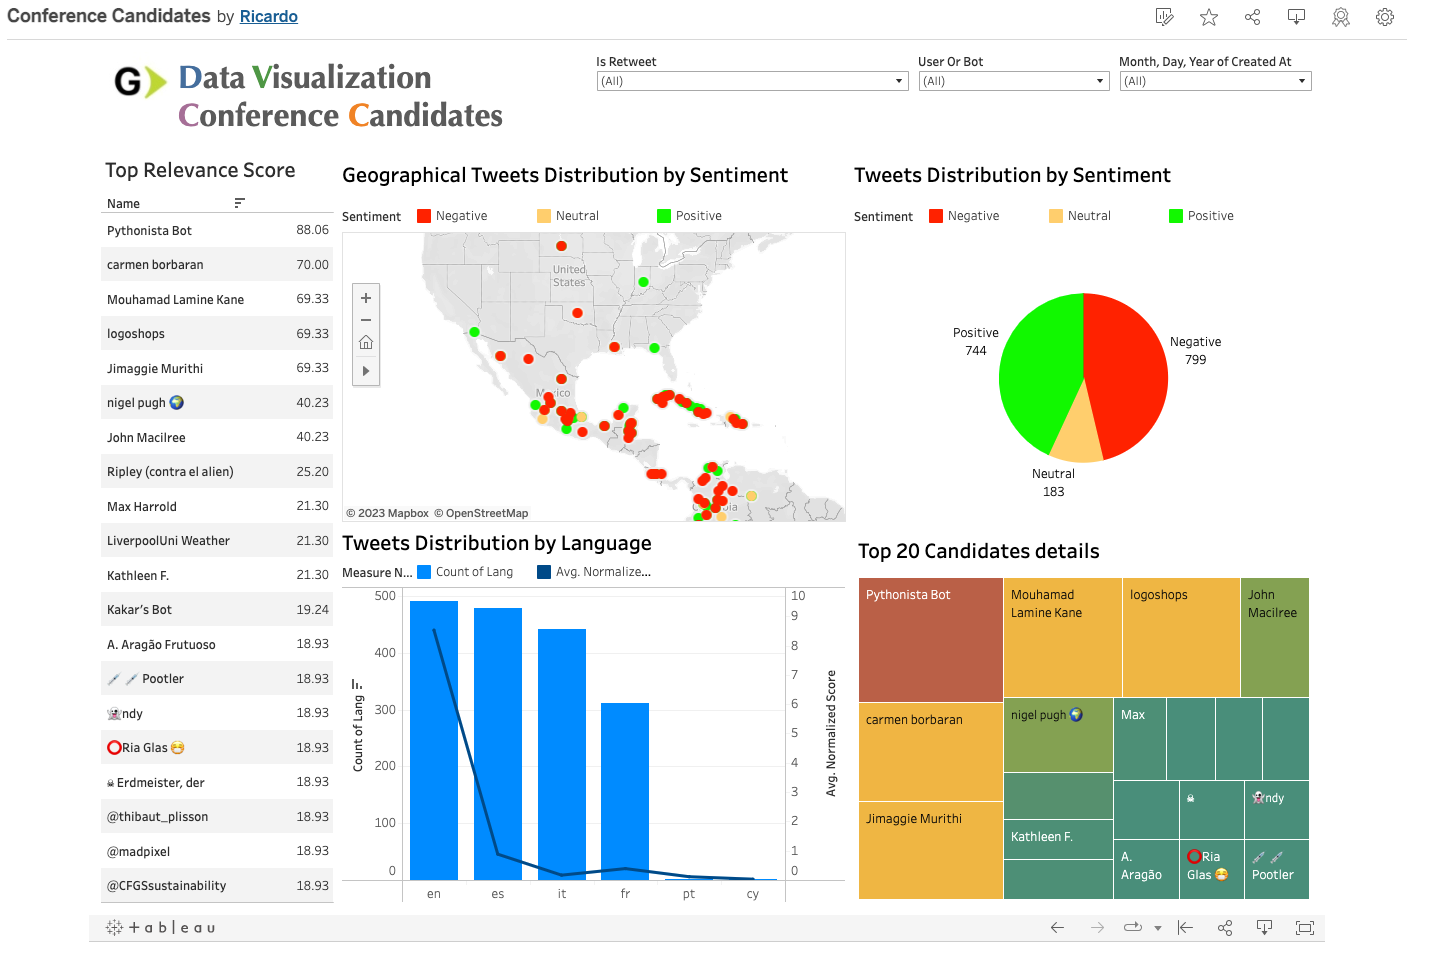 Conference Candidates by Ricardo
G
Data Visualization
Conference Candidates
Is Retweet
(All)
User Or Bot
(All)
Month, Day, Year of Created At
(All)
Top Relevance Score
Name
Pythonista Bot 88.06
carmen borbaran 70.00
Mouhamad Lamine Kane 69.33
logoshops 69.33
Jimaggie Murithi 69.33
nigel pugh 🌍 40.23
John Macilree 40.23
Ripley (contra el alien) 25.20
Max Harrold 21.30
LiverpoolUni Weather 21.30
Kathleen F. 21.30
Kakar's Bot 19.24
A. Aragão Frutuoso 18.93
💉 💉 Pootler 18.93
👻ndy 18.93
⭕Ria Glas 😷 18.93
☠Erdmeister, der 18.93
@thibaut_plisson 18.93
@madpixel 18.93
@CFGSsustainability 18.93
Geographical Tweets Distribution by Sentiment
Sentiment Negative Neutral Positive
United
States
Mexico
© 2023 Mapbox © OpenStreetMap
Tweets Distribution by Sentiment
Sentiment Negative Neutral Positive
Positive
744
Negative
799
Neutral
183
Tweets Distribution by Language
Measure N... Count of Lang Avg. Normalize...
Count of Lang
500
400
300
200
100
0
10
9
8
7
6
5
4
3
2
1
0
Avg. Normalized Score
en es it fr pt cy
Top 20 Candidates details
Pythonista Bot
Mouhamad
Lamine Kane
logoshops
John
Macilree
carmen borbaran
nigel pugh 🌍
Max
Jimaggie Murithi
Kathleen F.
☠
👻ndy
A.
Aragão
⭕Ria
Glas 😷
💉 💉
Pootler
+ a b l e a u